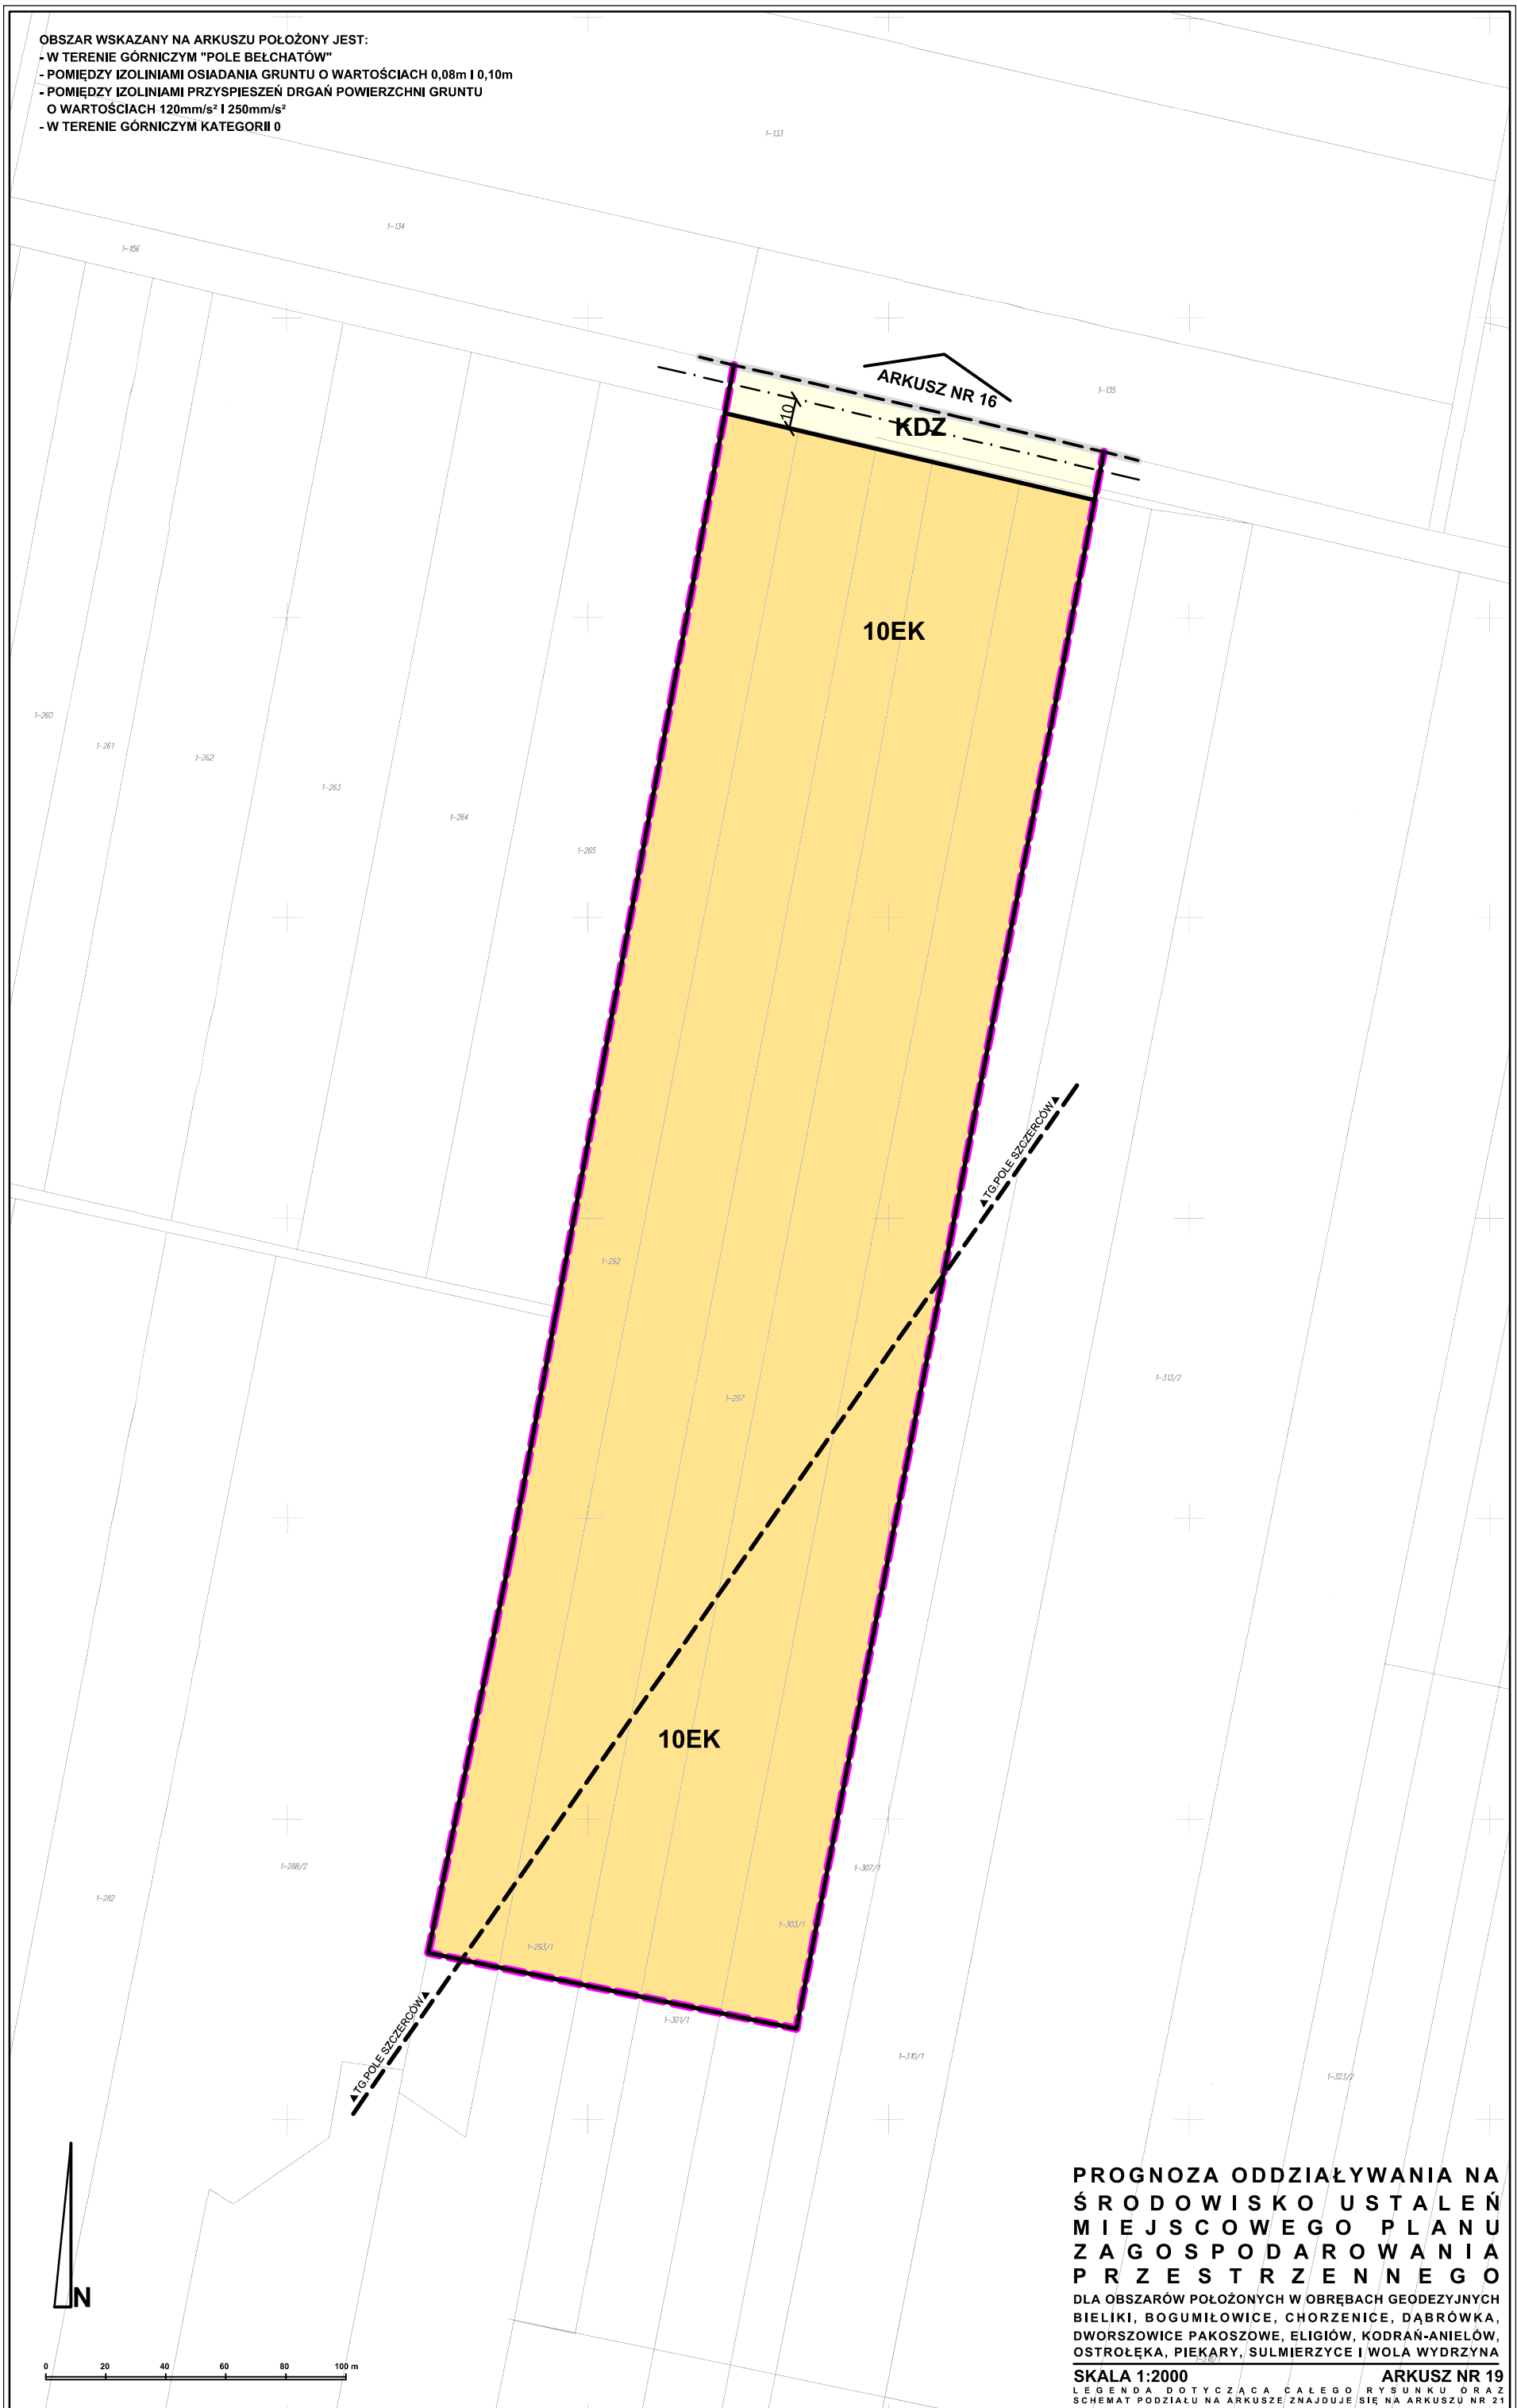 OBSZAR WSKAZANY NA ARKUSZU POŁOŻONY JEST:
- W TERENIE GÓRNICZYM "POLE BEŁCHATÓW"
- POMIĘDZY IZOLINIAMI OSIADANIA GRUNTU O WARTOŚCIACH 0,08m I 0,10m
- POMIĘDZY IZOLINIAMI PRZYSPIESZEŃ DRGAŃ POWIERZCHNI GRUNTU
O WARTOŚCIACH 120mm/s² I 250mm/s²
- W TERENIE GÓRNICZYM KATEGORII 0
1-133
1-134
1-156
ARKUSZ NR 16
1-135
10
KDZ
10EK
1-260
1-261
1-262
1-263
1-264
1-265
TG.POLE SZCZERCÓW
1-292
1-313/2
1-297
10EK
1-288/2
1-307/1
1-282
1-303/1
1-293/1
1-301/1
TG.POLE SZCZERCÓW
1-310/1
1-323/2
N
0 20 40 60 80 100 m
PROGNOZA ODDZIAŁYWANIA NA
ŚRODOWISKO USTALEŃ
MIEJSCOWEGO PLANU
ZAGOSPODAROWANIA
PRZESTRZENNEGO
DLA OBSZARÓW POŁOŻONYCH W OBRĘBACH GEODEZYJNYCH
BIELIKI, BOGUMIŁOWICE, CHORZENICE, DĄBRÓWKA,
DWORSZOWICE PAKOSZOWE, ELIGIÓW, KODRAŃ-ANIELÓW,
OSTROŁĘKA, PIEKARY, SULMIERZYCE I WOLA WYDRZYNA
SKALA 1:2000 ARKUSZ NR 19
LEGENDA DOTYCZĄCA CAŁEGO RYSUNKU ORAZ
SCHEMAT PODZIAŁU NA ARKUSZE ZNAJDUJE SIĘ NA ARKUSZU NR 21